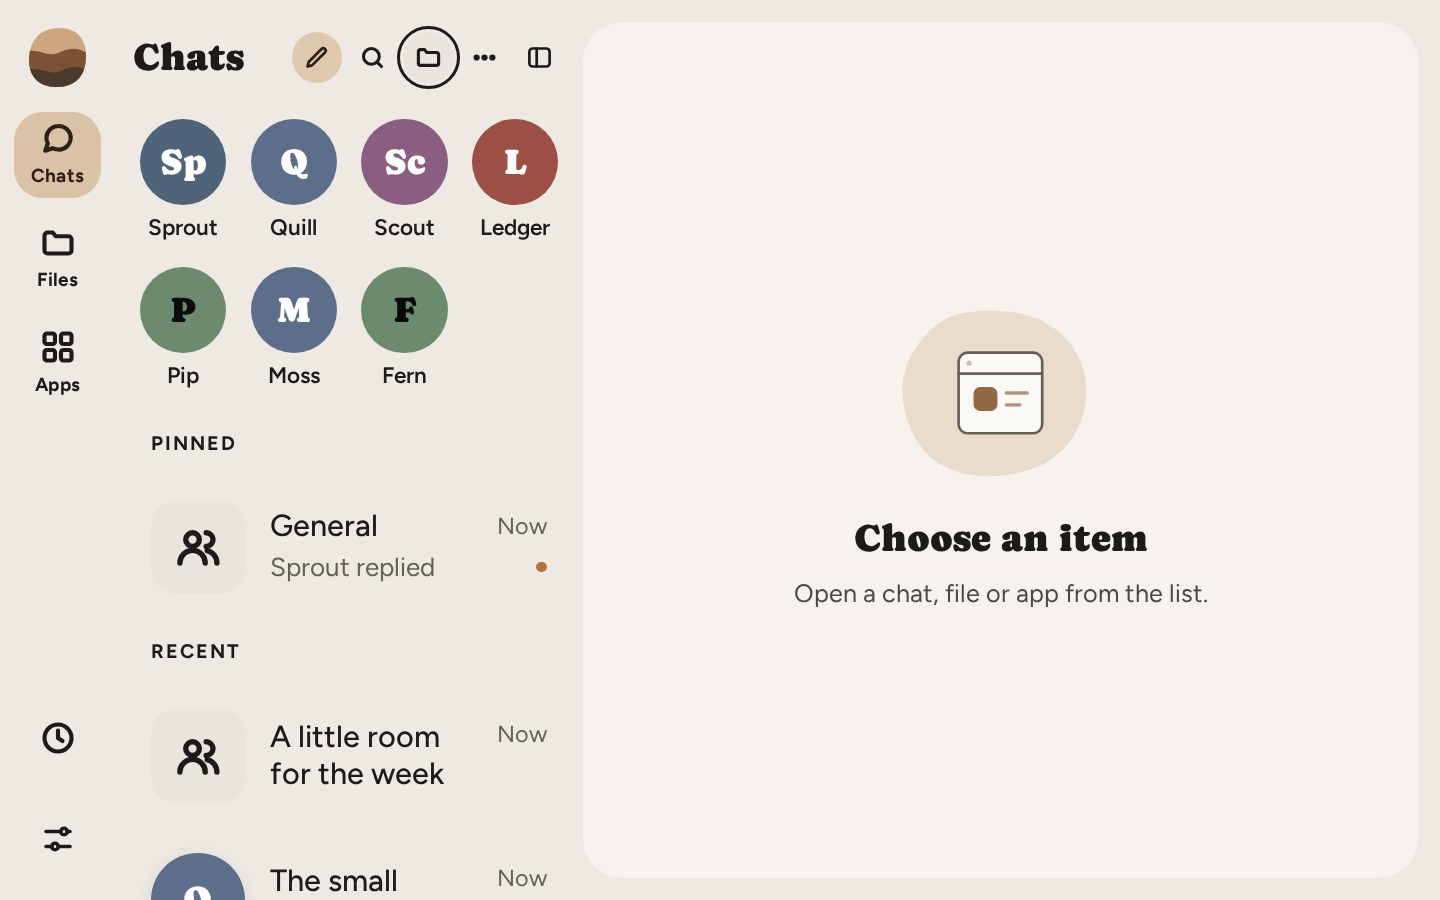 Chats
Chats
Files
Apps
Sp
Q
Sc
L
Sprout
Quill
Scout
Ledger
P
M
F
Pip
Moss
Fern
PINNED
General
Now
Sprout replied
RECENT
A little room
for the week
Now
Q
The small
Now
Choose an item
Open a chat, file or app from the list.